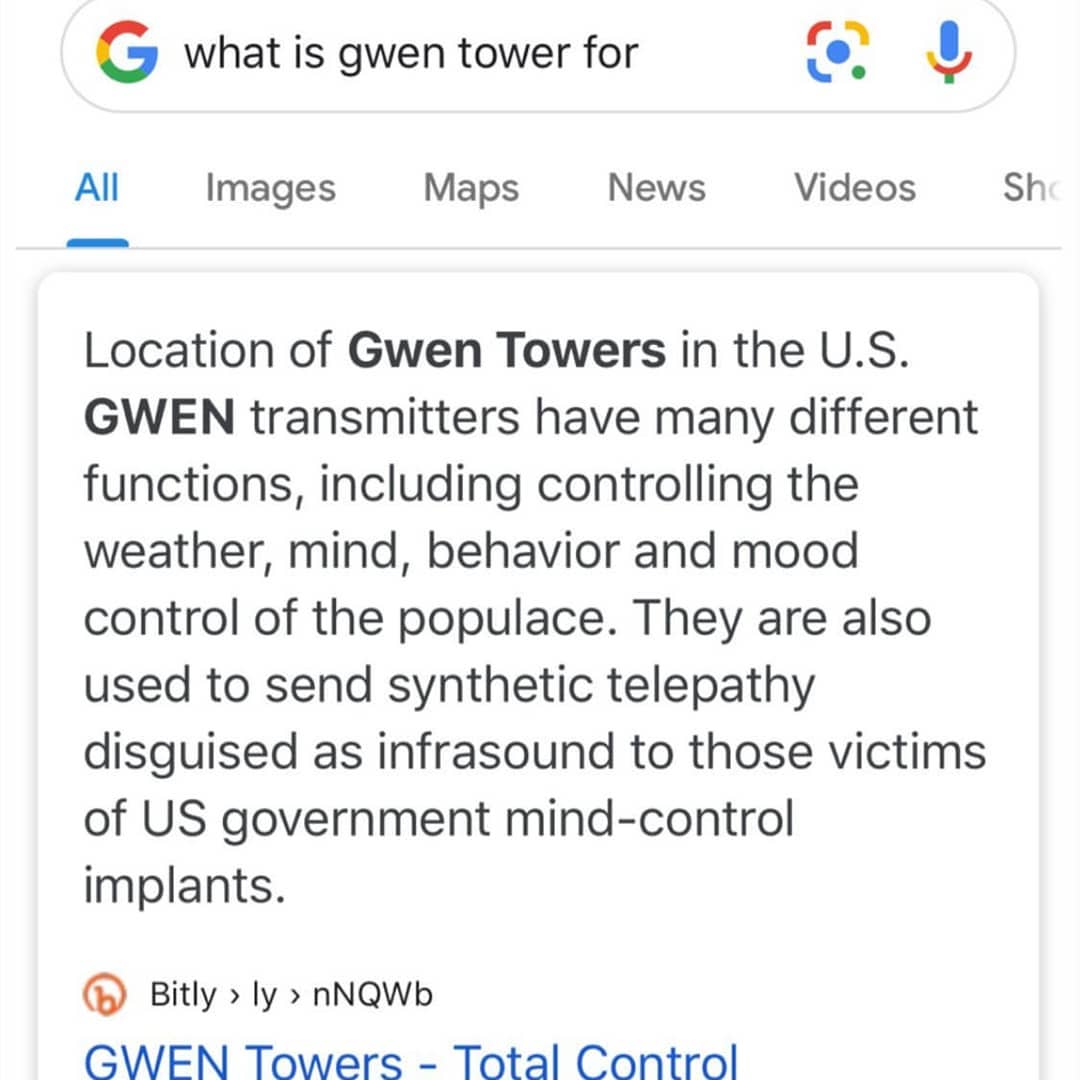 what is gwen tower for
All Images Maps News Videos
Location of Gwen Towers in the U.S.
GWEN transmitters have many different
functions, including controlling the
weather, mind, behavior and mood
control of the populace. They are also
used to send synthetic telepathy
disguised as infrasound to those victims
of US government mind-control
implants.
Bitly › ly › nNQWb
GWEN Towers - Total Control